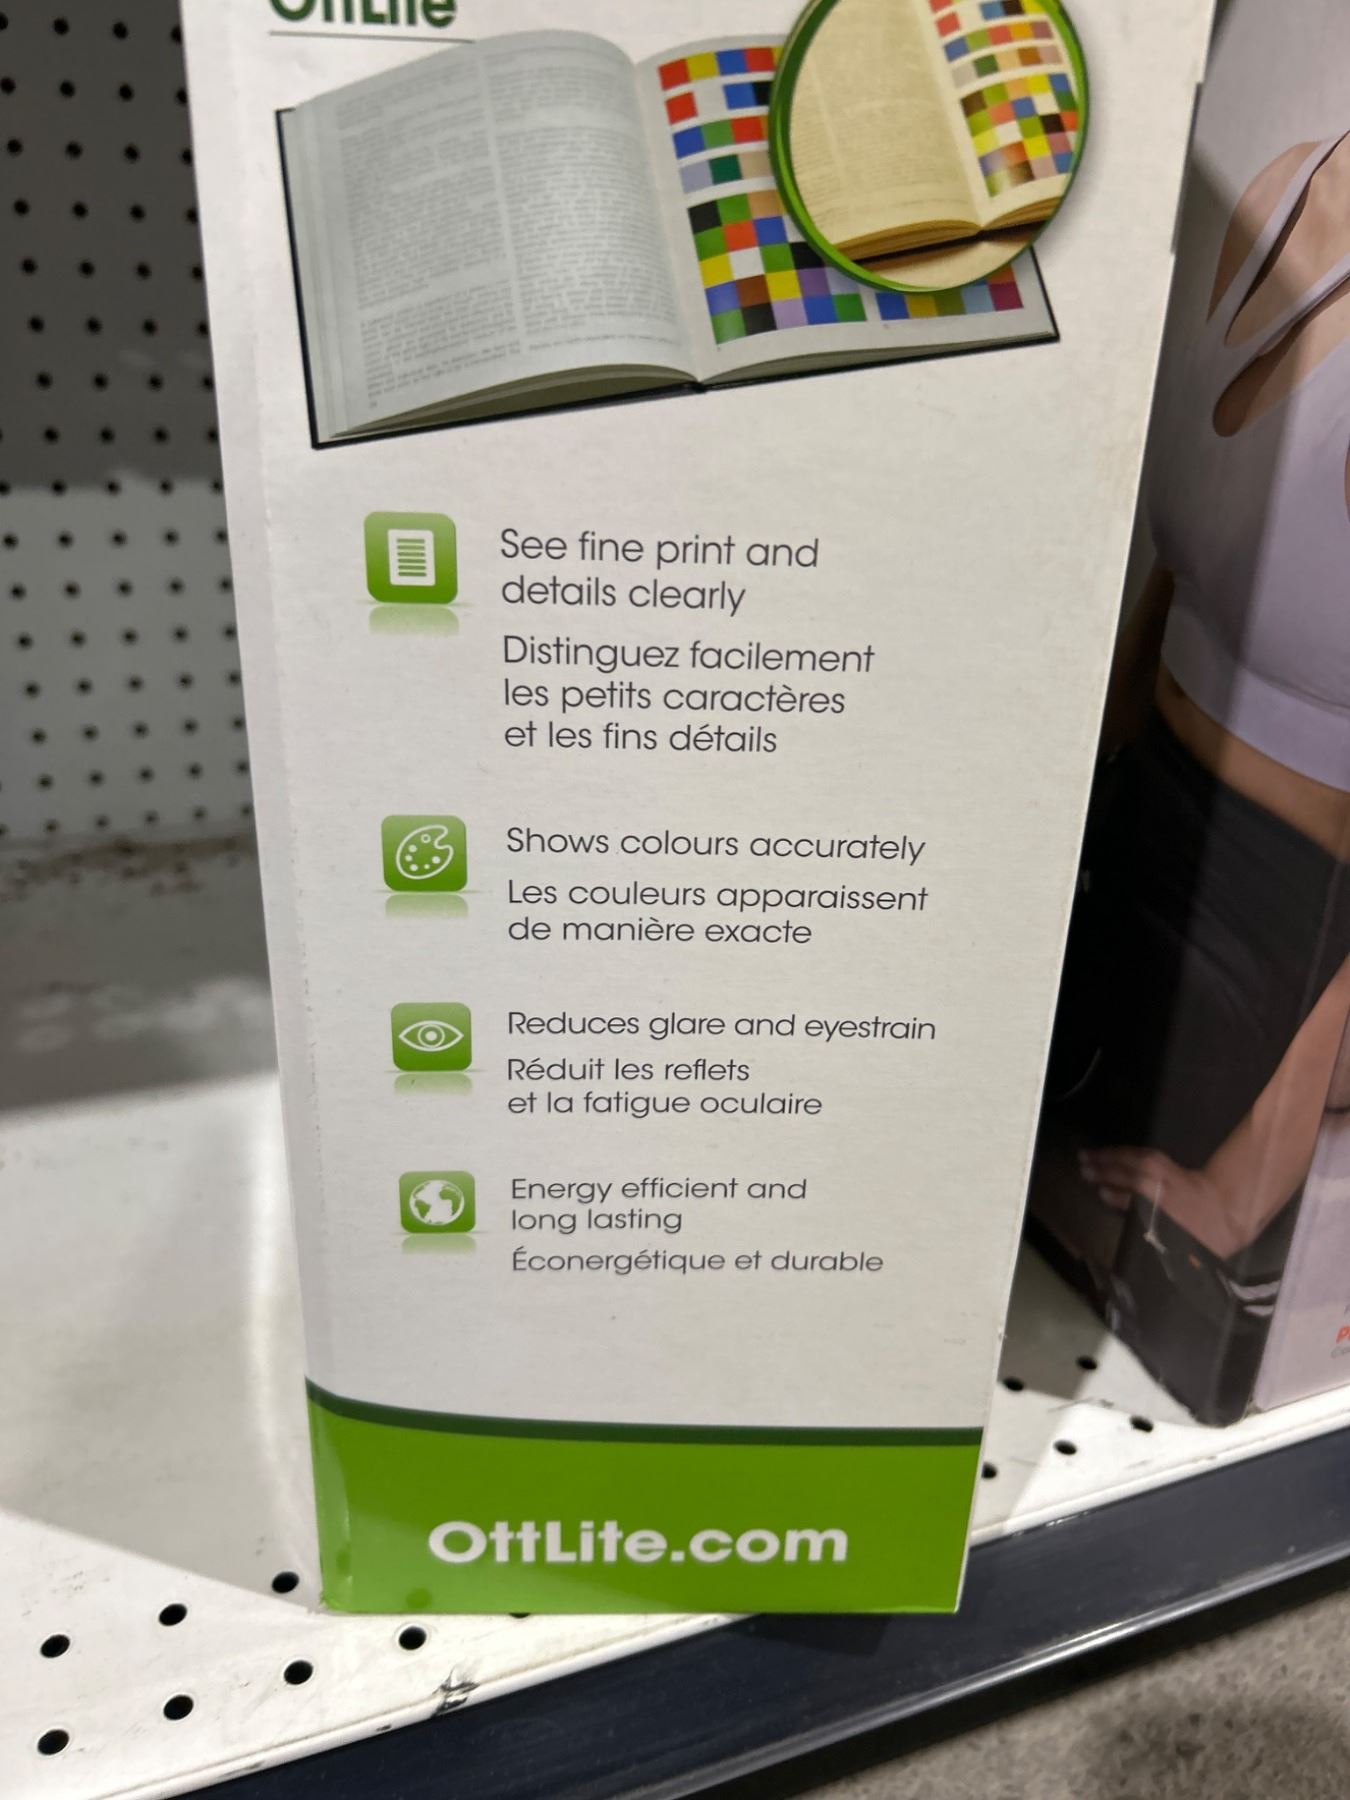 OttLite
See fine print and
details clearly
Distinguez facilement
les petits caractères
et les fins détails
Shows colours accurately
Les couleurs apparaissent
de manière exacte
Reduces glare and eyestrain
Réduit les reflets
et la fatigue oculaire
Energy efficient and
long lasting
Éconergétique et durable
OttLite.com